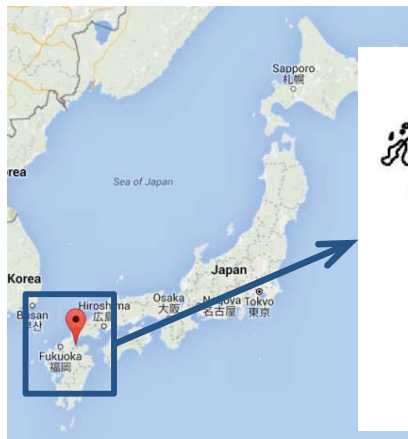 Sapporo
札幌
rea
Sea of Japan
Japan
Korea
Busan
부산
Hiroshima
広島
Osaka
大阪
Nagoya
名古屋
Tokyo
東京
Fukuoka
福岡